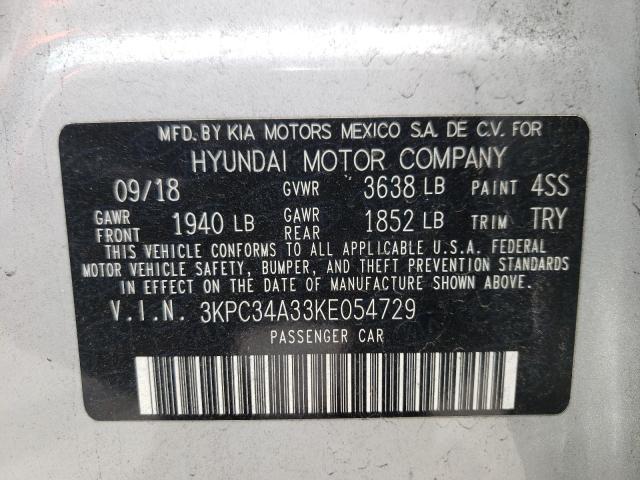 MFD. BY KIA MOTORS MEXICO S.A. DE C.V. FOR
HYUNDAI MOTOR COMPANY
09/18 GVWR 3638 LB PAINT 4SS
GAWR FRONT 1940 LB GAWR REAR 1852 LB TRIM TRY
THIS VEHICLE CONFORMS TO ALL APPLICABLE U.S.A. FEDERAL
MOTOR VEHICLE SAFETY, BUMPER, AND THEFT PREVENTION STANDARDS
IN EFFECT ON THE DATE OF MANUFACTURE SHOWN ABOVE.
V.I.N. 3KPC34A33KE054729
PASSENGER CAR